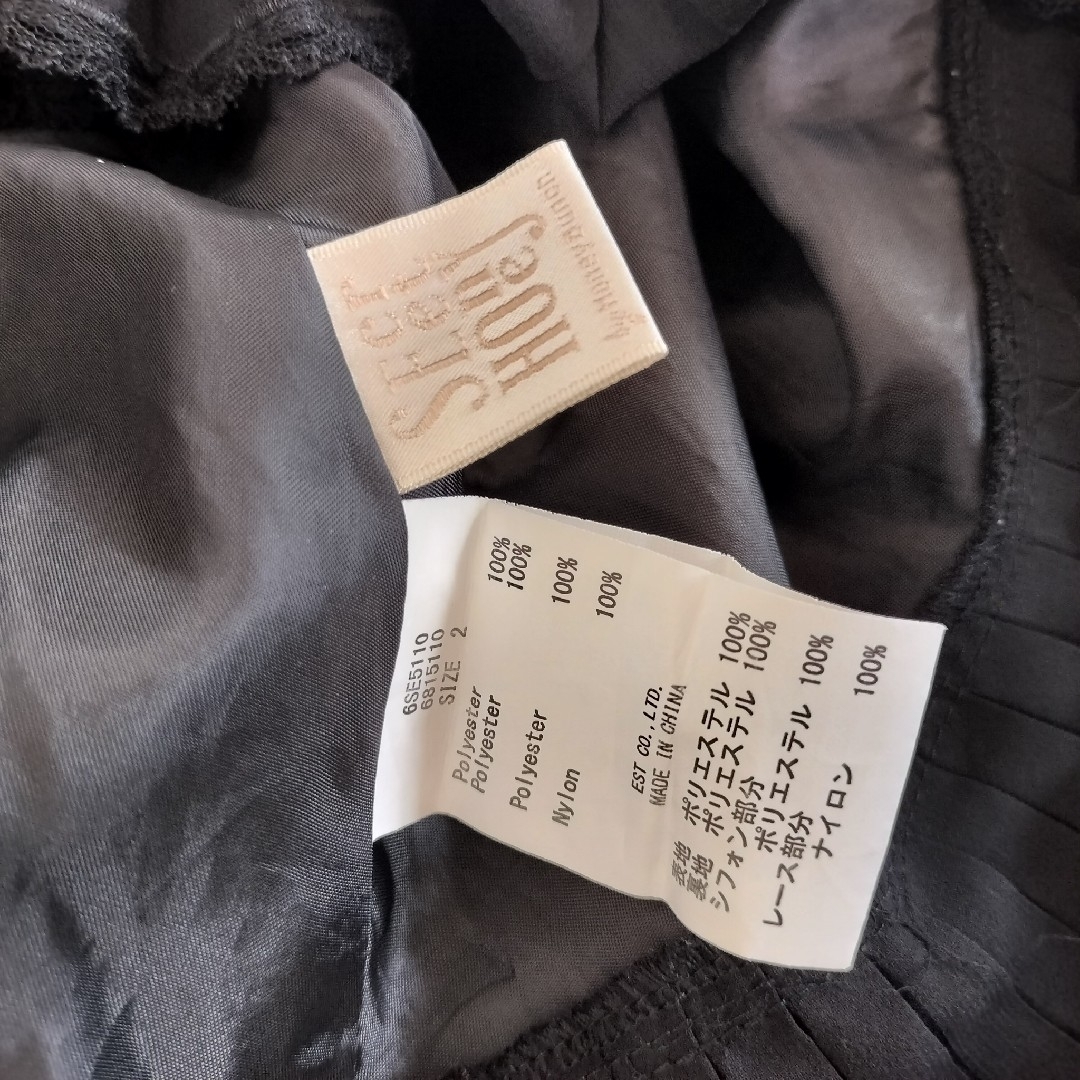 by Honey bunch
6SE5110
6815110
SIZE 2
Polyester 100%
Polyester 100%
Polyester 100%
Nylon 100%
EST CO.,LTD.
MADE IN CHINA
表地 ポリエステル 100%
裏地 ポリエステル 100%
シフォン部分
ポリエステル 100%
レース部分
ナイロン 100%